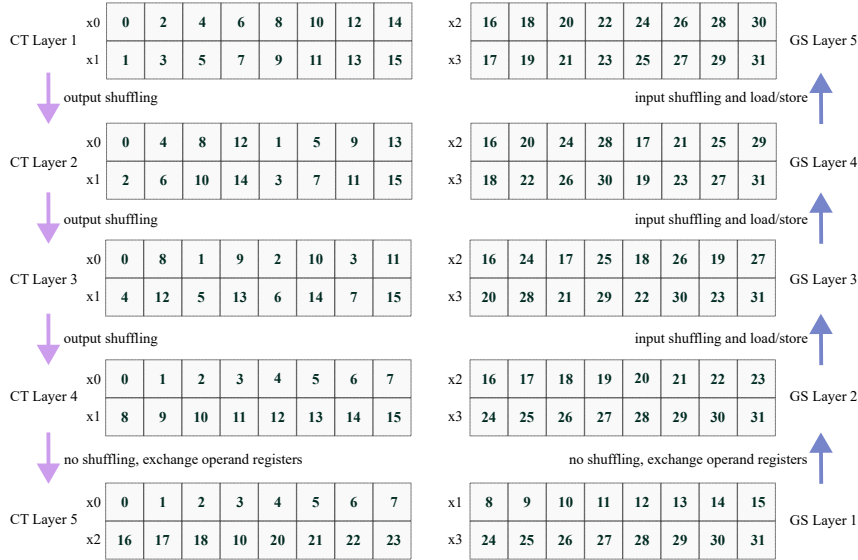 x0 0 2 4 6 8 10 12 14
CT Layer 1
x1 1 3 5 7 9 11 13 15
output shuffling
x0 0 4 8 12 1 5 9 13
CT Layer 2
x1 2 6 10 14 3 7 11 15
output shuffling
x0 0 8 1 9 2 10 3 11
CT Layer 3
x1 4 12 5 13 6 14 7 15
output shuffling
x0 0 1 2 3 4 5 6 7
CT Layer 4
x1 8 9 10 11 12 13 14 15
no shuffling, exchange operand registers
x0 0 1 2 3 4 5 6 7
CT Layer 5
x2 16 17 18 10 20 21 22 23
x2 16 18 20 22 24 26 28 30
GS Layer 5
x3 17 19 21 23 25 27 29 31
input shuffling and load/store
x2 16 20 24 28 17 21 25 29
GS Layer 4
x3 18 22 26 30 19 23 27 31
input shuffling and load/store
x2 16 24 17 25 18 26 19 27
GS Layer 3
x3 20 28 21 29 22 30 23 31
input shuffling and load/store
x2 16 17 18 19 20 21 22 23
GS Layer 2
x3 24 25 26 27 28 29 30 31
no shuffling, exchange operand registers
x1 8 9 10 11 12 13 14 15
GS Layer 1
x3 24 25 26 27 28 29 30 31